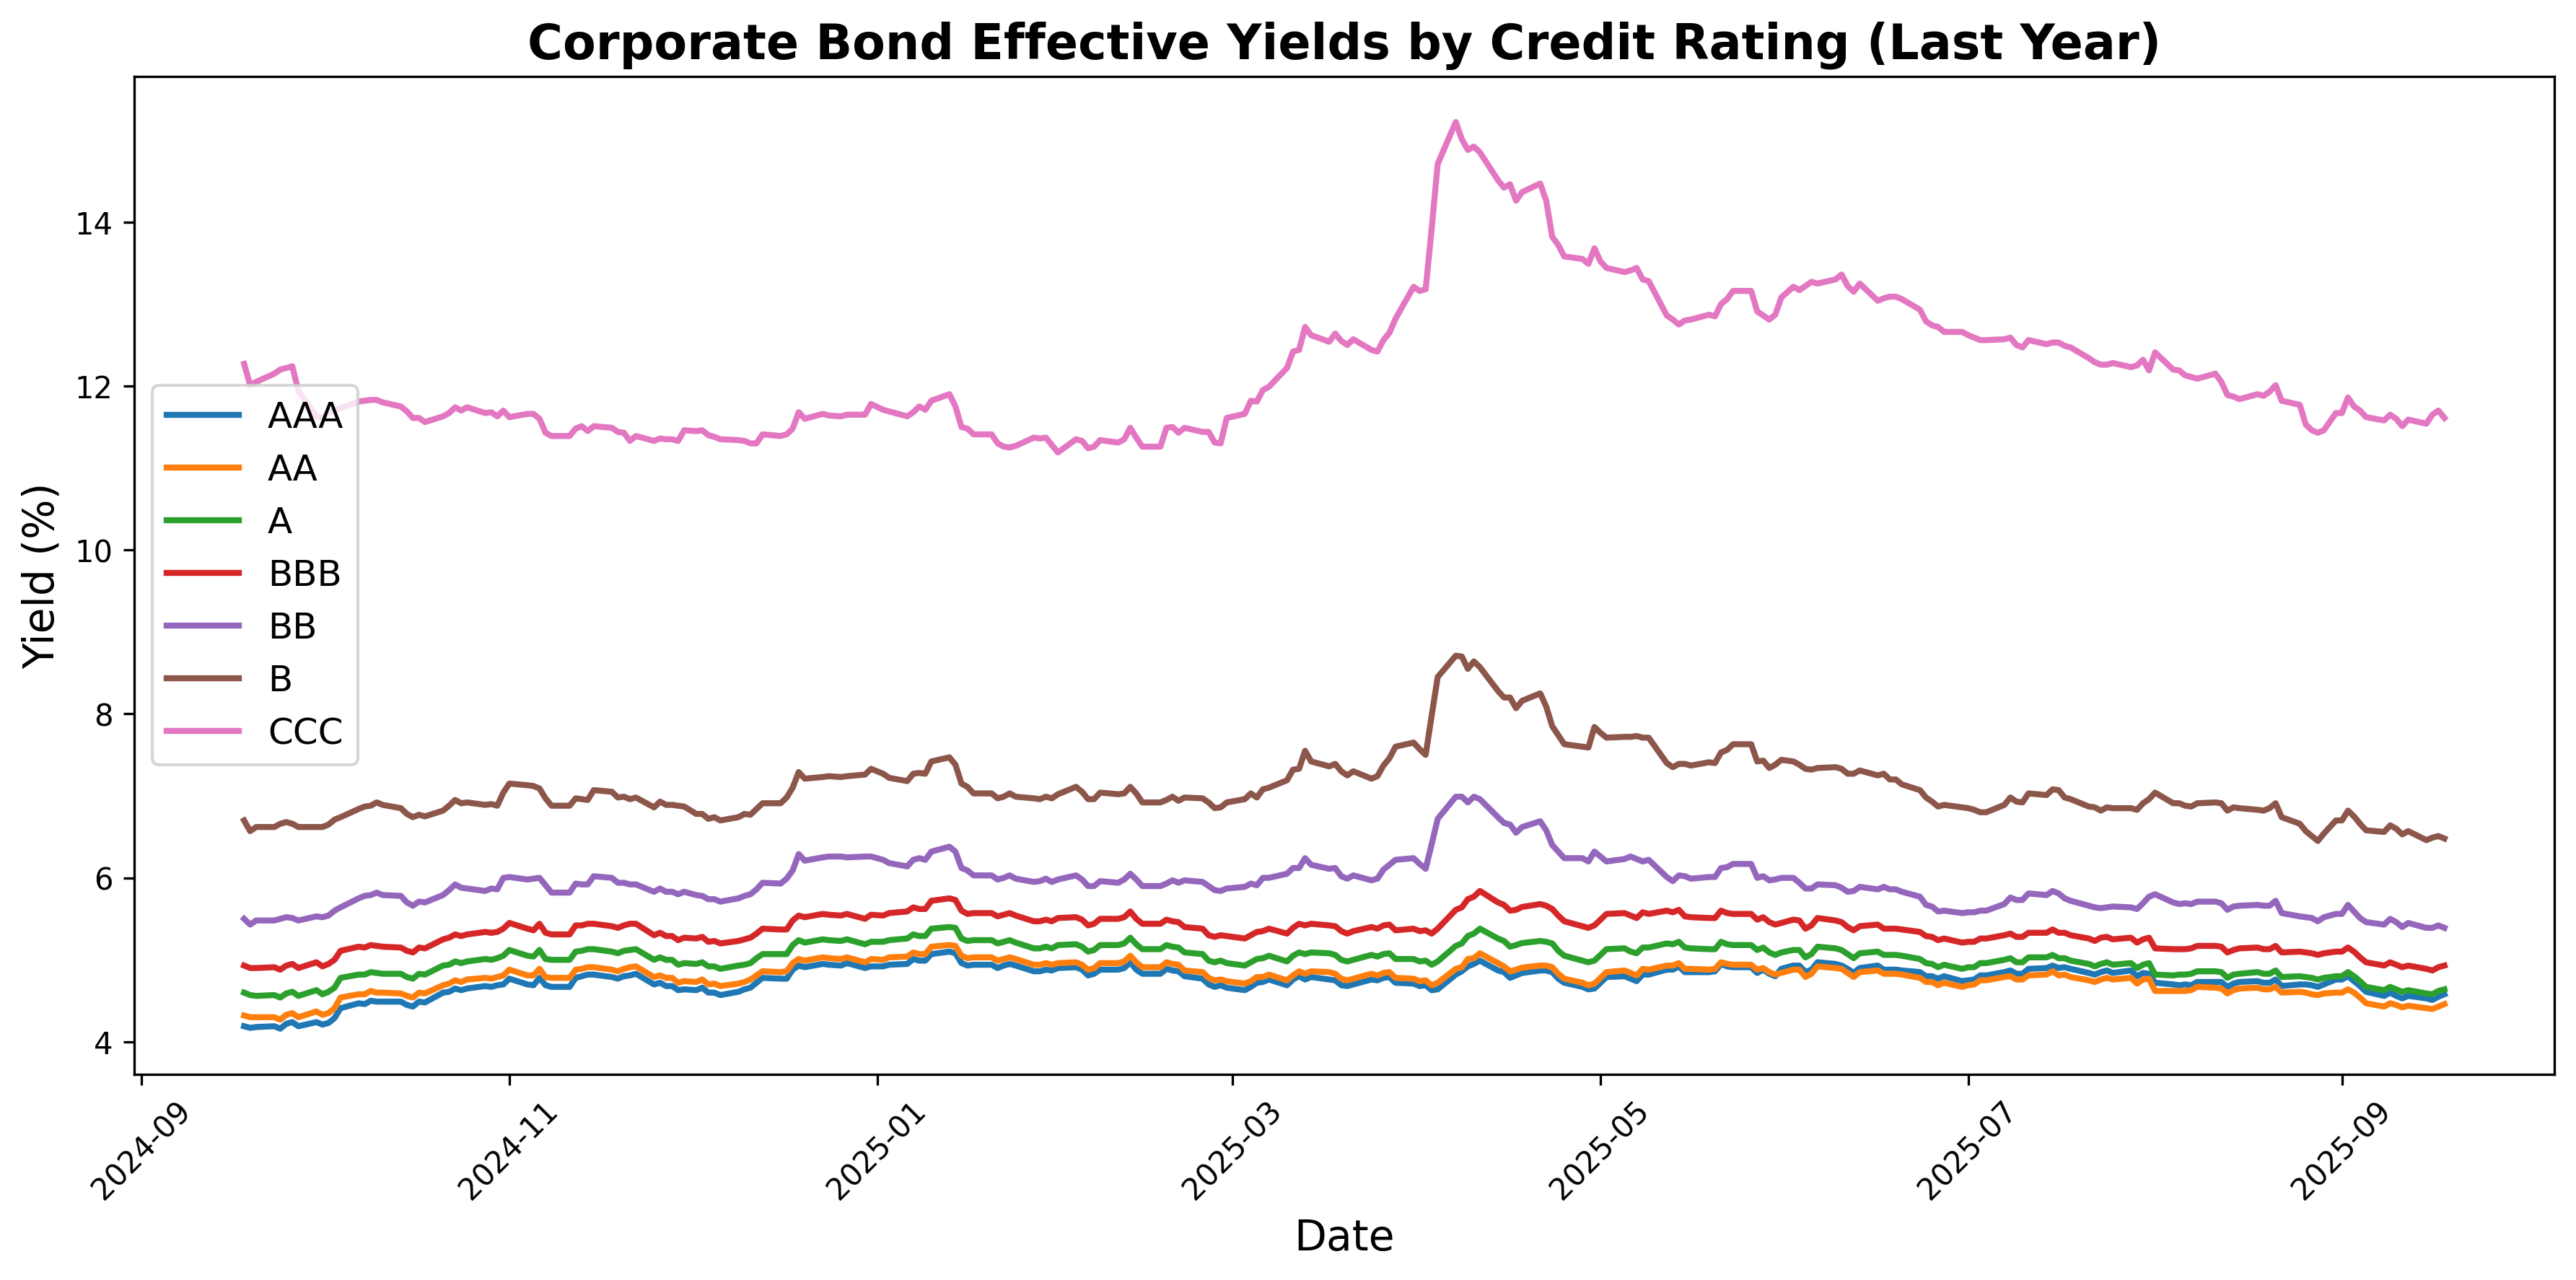 Corporate Bond Effective Yields by Credit Rating (Last Year)
Yield (%)
14
12
10
8
6
4
AAA
AA
A
BBB
BB
B
CCC
2024-09
2024-11
2025-01
2025-03
2025-05
2025-07
2025-09
Date